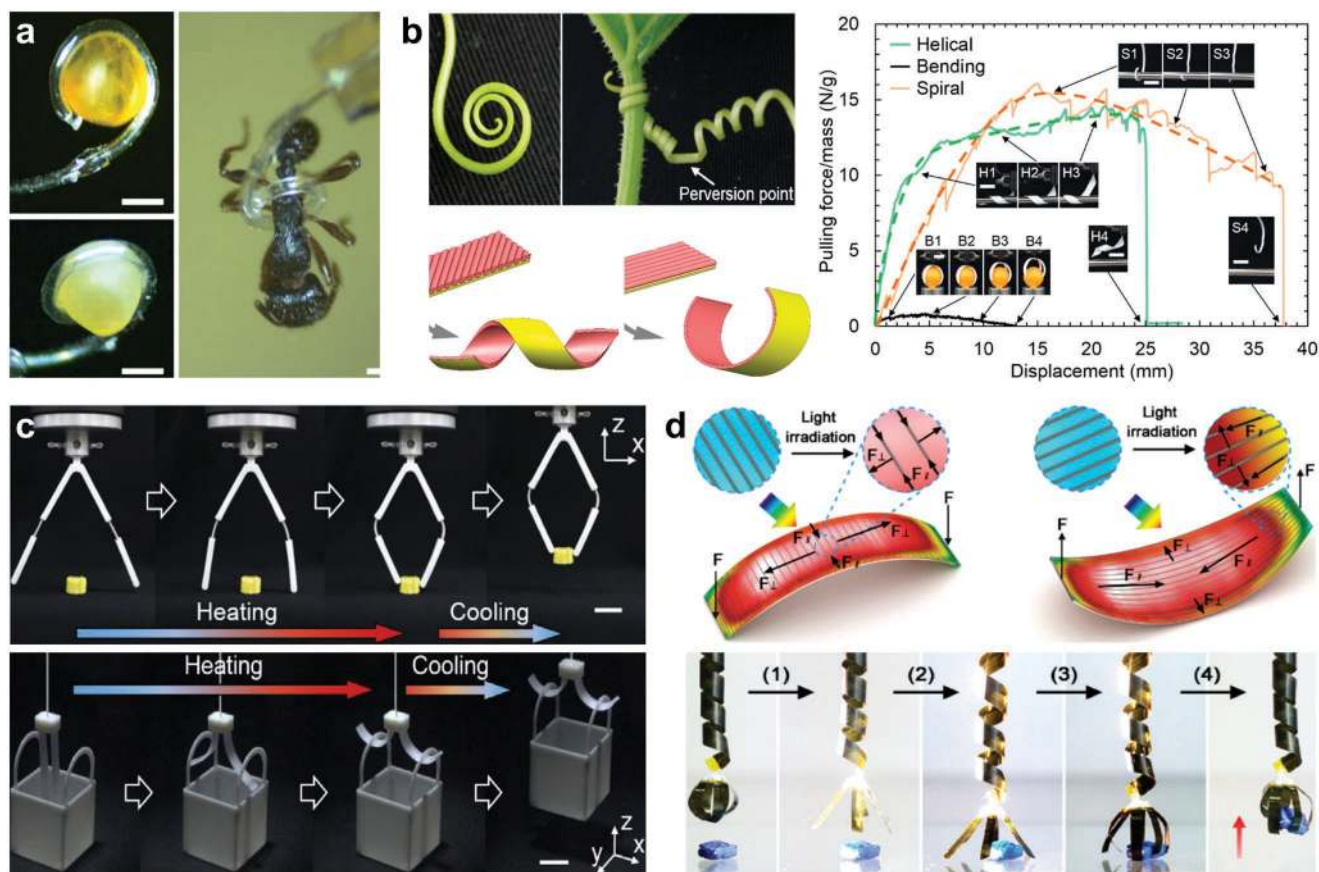 a
b
Perversion point
Pulling force/mass (N/g)
20
15
10
5
0
Helical
Bending
Spiral
S1
S2
S3
H1
H2
H3
B1
B2
B3
B4
H4
S4
0
5
10
15
20
25
30
35
40
Displacement (mm)
c
Z
X
Heating
Cooling
Heating
Cooling
Z
y
X
d
Light
irradiation
F⊥
F∥
F
F∥
F⊥
F⊥
F∥
F
Light
irradiation
F∥
F⊥
F
F
F⊥
F∥
F∥
F⊥
(1)
(2)
(3)
(4)